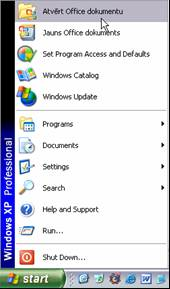 Atvērt Office dokumentu
Jauns Office dokuments
Set Program Access and Defaults
Windows Catalog
Windows Update
Programs
Documents
Settings
Search
Help and Support
Run...
Shut Down...
Windows XP Professional
start